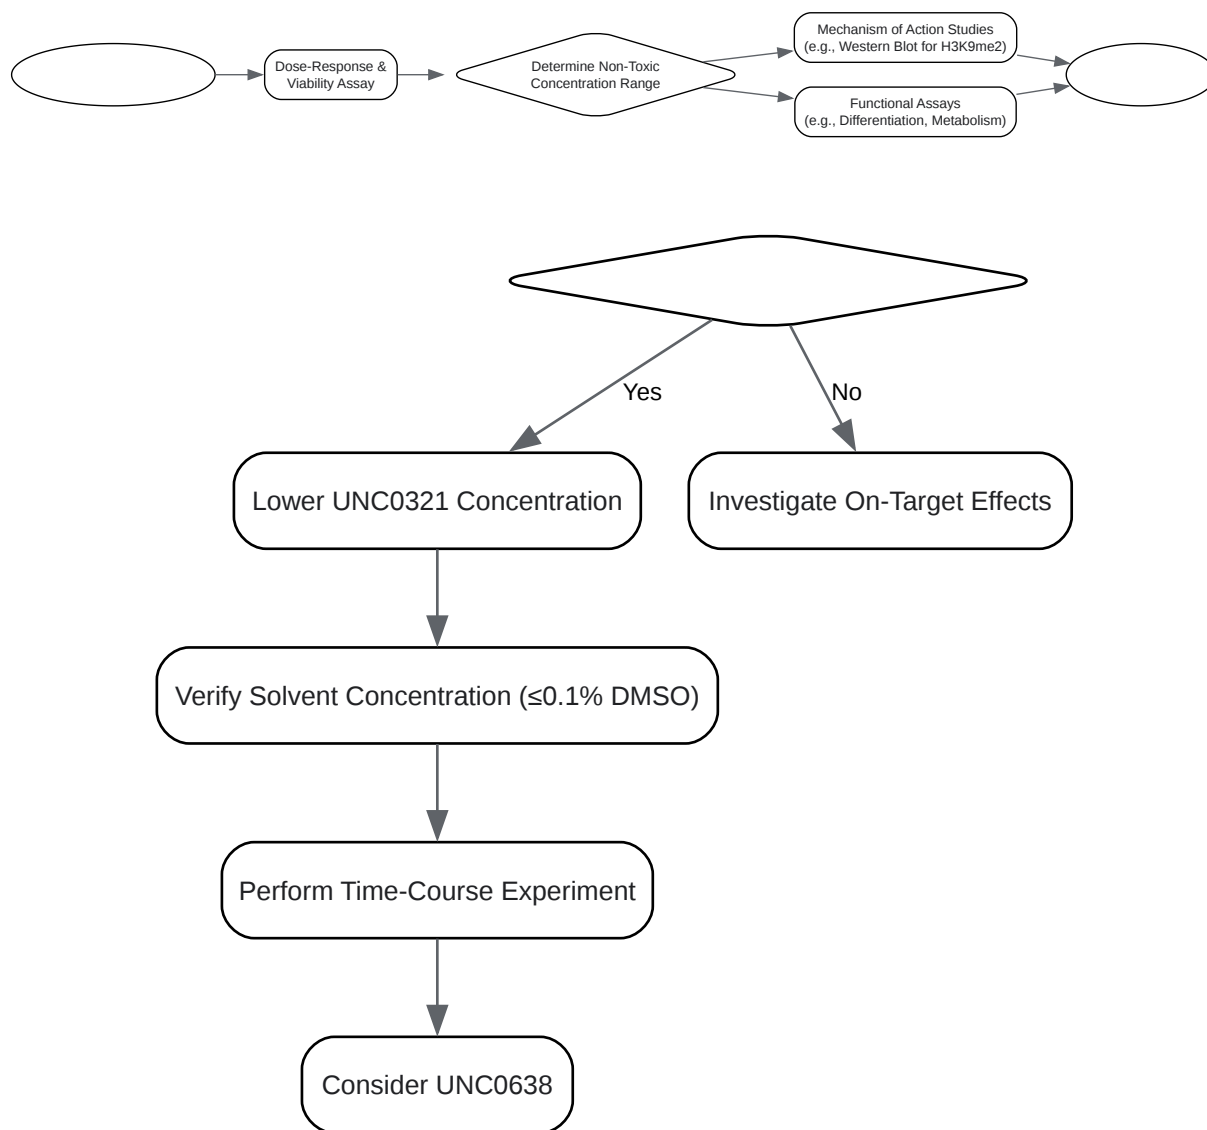 Dose-Response &
Viability Assay
Determine Non-Toxic
Concentration Range
Mechanism of Action Studies
(e.g., Western Blot for H3K9me2)
Functional Assays
(e.g., Differentiation, Metabolism)
Yes
No
Lower UNC0321 Concentration
Investigate On-Target Effects
Verify Solvent Concentration (≤0.1% DMSO)
Perform Time-Course Experiment
Consider UNC0638